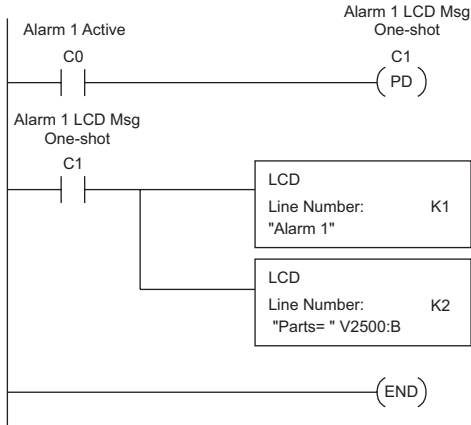 Alarm 1 Active
Alarm 1 LCD Msg
One-shot
C0
C1
PD
Alarm 1 LCD Msg
One-shot
C1
LCD
Line Number: K1
"Alarm 1"
LCD
Line Number: K2
"Parts= " V2500:B
END